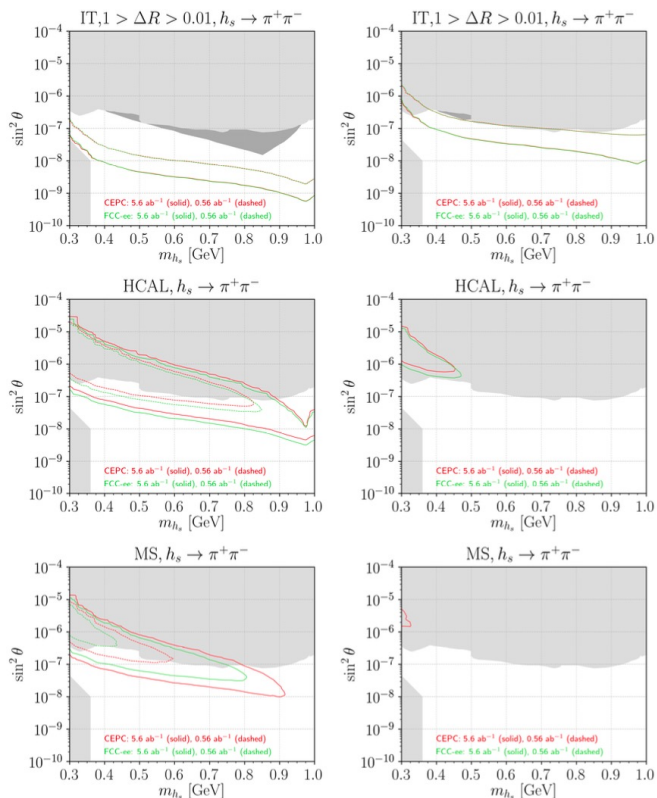 IT,1 > ΔR > 0.01, h_s → π⁺π⁻
10⁻⁴
10⁻⁵
10⁻⁶
10⁻⁷
10⁻⁸
10⁻⁹
10⁻¹⁰
sin² θ
CEPC: 5.6 ab⁻¹ (solid), 0.56 ab⁻¹ (dashed)
FCC-ee: 5.6 ab⁻¹ (solid), 0.56 ab⁻¹ (dashed)
0.3 0.4 0.5 0.6 0.7 0.8 0.9 1.0
m_{h_s} [GeV]
IT,1 > ΔR > 0.01, h_s → π⁺π⁻
10⁻⁴
10⁻⁵
10⁻⁶
10⁻⁷
10⁻⁸
10⁻⁹
10⁻¹⁰
sin² θ
CEPC: 5.6 ab⁻¹ (solid), 0.56 ab⁻¹ (dashed)
FCC-ee: 5.6 ab⁻¹ (solid), 0.56 ab⁻¹ (dashed)
0.3 0.4 0.5 0.6 0.7 0.8 0.9 1.0
m_{h_s} [GeV]
HCAL, h_s → π⁺π⁻
10⁻⁴
10⁻⁵
10⁻⁶
10⁻⁷
10⁻⁸
10⁻⁹
10⁻¹⁰
sin² θ
CEPC: 5.6 ab⁻¹ (solid), 0.56 ab⁻¹ (dashed)
FCC-ee: 5.6 ab⁻¹ (solid), 0.56 ab⁻¹ (dashed)
0.3 0.4 0.5 0.6 0.7 0.8 0.9 1.0
m_{h_s} [GeV]
HCAL, h_s → π⁺π⁻
10⁻⁴
10⁻⁵
10⁻⁶
10⁻⁷
10⁻⁸
10⁻⁹
10⁻¹⁰
sin² θ
CEPC: 5.6 ab⁻¹ (solid), 0.56 ab⁻¹ (dashed)
FCC-ee: 5.6 ab⁻¹ (solid), 0.56 ab⁻¹ (dashed)
0.3 0.4 0.5 0.6 0.7 0.8 0.9 1.0
m_{h_s} [GeV]
MS, h_s → π⁺π⁻
10⁻⁴
10⁻⁵
10⁻⁶
10⁻⁷
10⁻⁸
10⁻⁹
10⁻¹⁰
sin² θ
CEPC: 5.6 ab⁻¹ (solid), 0.56 ab⁻¹ (dashed)
FCC-ee: 5.6 ab⁻¹ (solid), 0.56 ab⁻¹ (dashed)
0.3 0.4 0.5 0.6 0.7 0.8 0.9 1.0
m_{h_s} [GeV]
MS, h_s → π⁺π⁻
10⁻⁴
10⁻⁵
10⁻⁶
10⁻⁷
10⁻⁸
10⁻⁹
10⁻¹⁰
sin² θ
CEPC: 5.6 ab⁻¹ (solid), 0.56 ab⁻¹ (dashed)
FCC-ee: 5.6 ab⁻¹ (solid), 0.56 ab⁻¹ (dashed)
0.3 0.4 0.5 0.6 0.7 0.8 0.9 1.0
m_{h_s} [GeV]